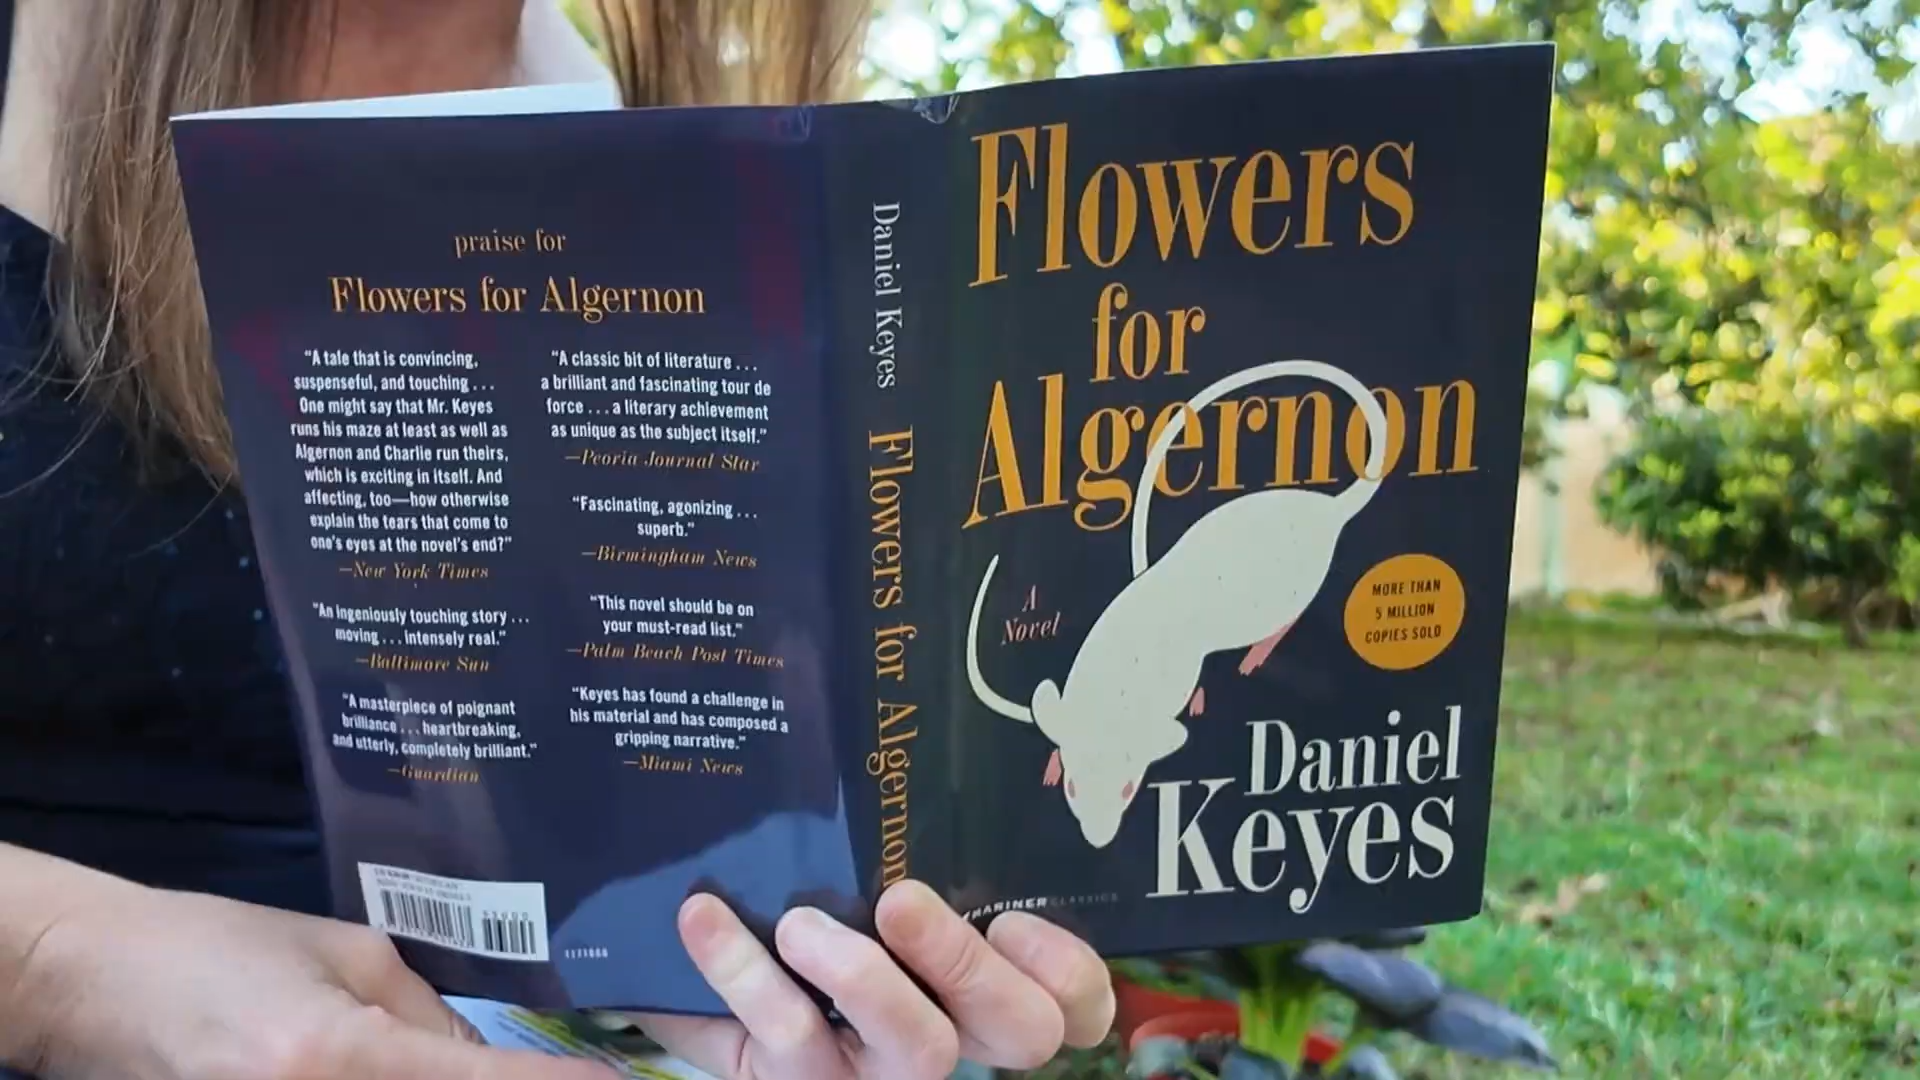 praise for
Flowers for Algernon
"A tale that is convincing,
suspenseful, and touching ...
One might say that Mr. Keyes
runs his maze at least as well as
Algernon and Charlie run theirs,
which is exciting in itself. And
affecting, too—how otherwise
explain the tears that come to
one's eyes at the novel's end?"
—New York Times
"An ingeniously touching story ...
moving ... intensely real."
—Baltimore Sun
"A masterpiece of poignant
brilliance ... heartbreaking,
and utterly, completely brilliant."
—Guardian
"A classic bit of literature ...
a brilliant and fascinating tour de
force ... a literary achievement
as unique as the subject itself."
—Peoria Journal Star
"Fascinating, agonizing ...
superb."
—Birmingham News
"This novel should be on
your must-read list."
—Palm Beach Post Times
"Keyes has found a challenge in
his material and has composed a
gripping narrative."
—Miami News
Daniel Keyes Flowers for Algernon
Flowers
for
Algernon
A
Novel
MORE THAN
5 MILLION
COPIES SOLD
Daniel
Keyes
MARINER CLASSICS